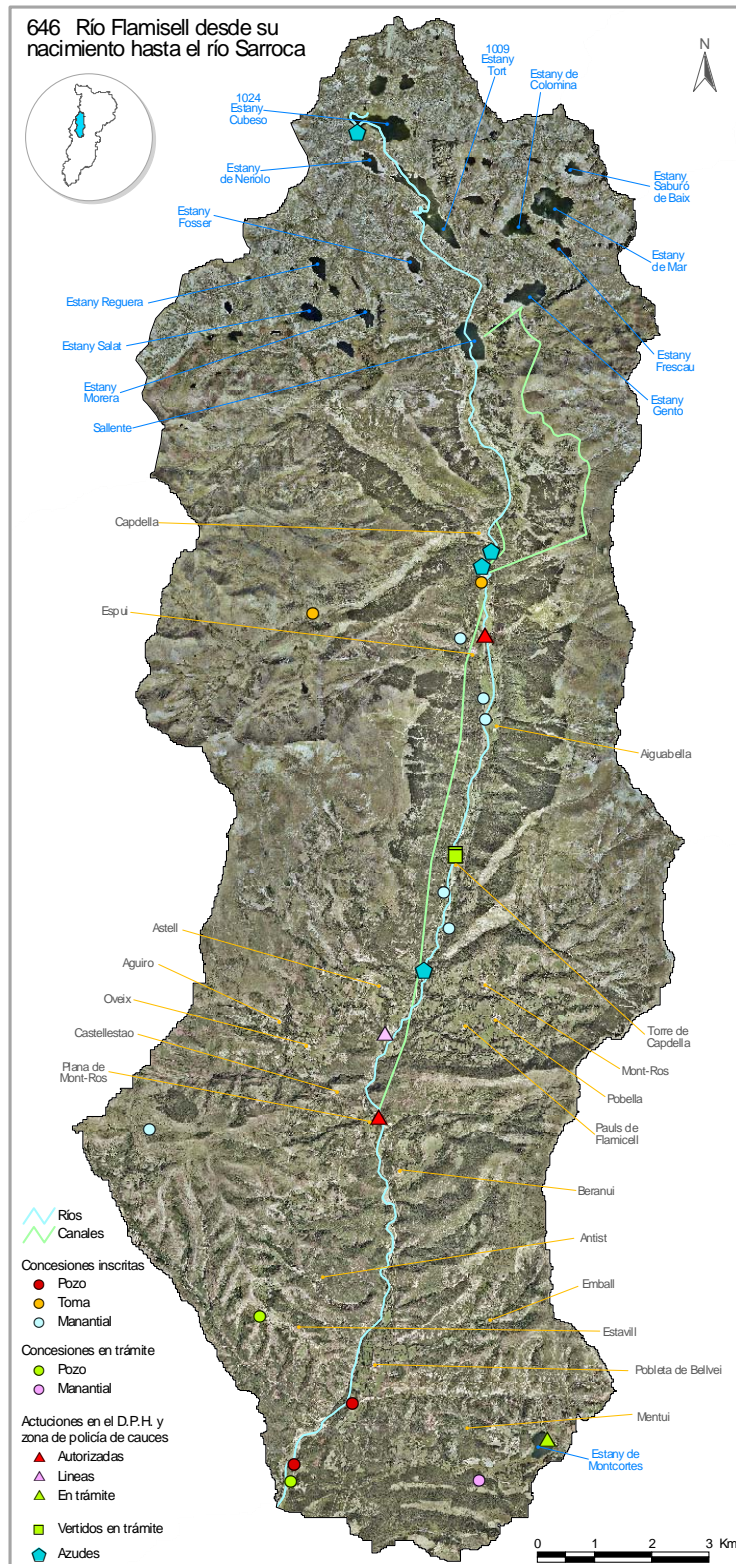 646 Río Flamisell desde su
nacimiento hasta el río Sarroca
N
1009
Estany
Tort
Estany de
Colomina
1024
Estany
Cubeso
Estany
de Neriolo
Estany
Saburó
de Baix
Estany
Fosser
Estany
de Mar
Estany Reguera
Estany Salat
Estany
Frescau
Estany
Morera
Estany
Gento
Sallente
Capdella
Espui
Aiguabella
Astell
Aguiro
Oveix
Castellestao
Plana de
Mont-Ros
Torre de
Capdella
Mont-Ros
Pobella
Pauls de
Flamicell
Beranui
Antist
Emball
Estavill
Pobleta de Bellvei
Mentui
Estany de
Montcortes
Ríos
Canales
Concesiones inscritas
Pozo
Toma
Manantial
Concesiones en trámite
Pozo
Manantial
Actuciones en el D.P.H. y
zona de policía de cauces
Autorizadas
Lineas
En trámite
Vertidos en trámite
Azudes
0 1 2 3 Km